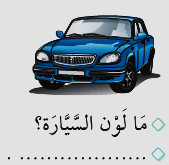 مَا لَوْن السَّيَّارَة؟
. ...................